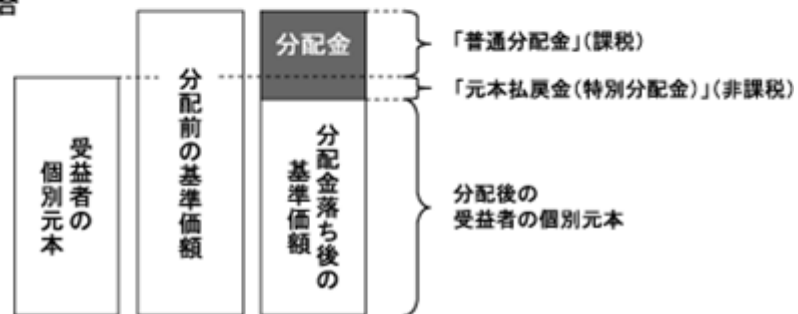 合
受益者の
個別元本
分配前の基準価額
分配金
分配金落ち後の
基準価額
「普通分配金」(課税)
「元本払戻金(特別分配金)」(非課税)
分配後の
受益者の個別元本